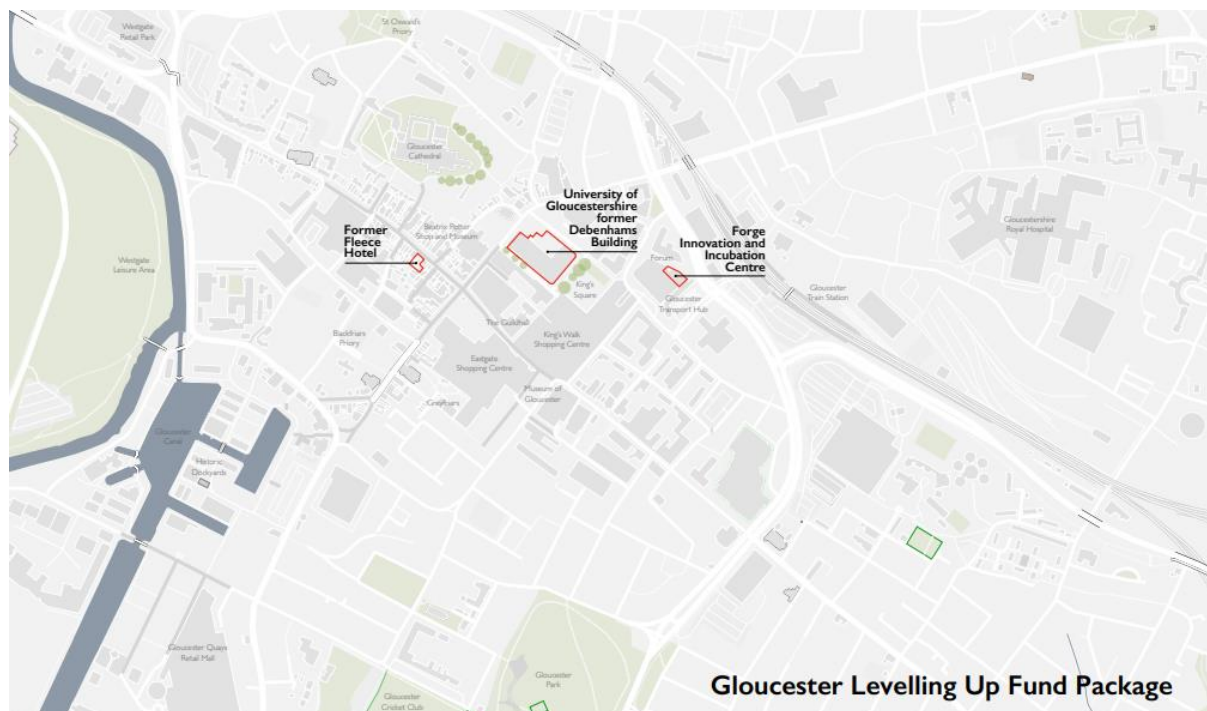 Westgate
Retail Park
St Oswald's
Priory
Gloucester
Cathedral
University of
Gloucestershire
former
Debenhams
Building
Former
Fleece
Hotel
Beatrix Potter
Shop and Museum
Forge
Innovation and
Incubation
Centre
Forum
Gloucestershire
Royal Hospital
Westgate
Leisure Area
King's
Square
Gloucester
Transport Hub
Gloucester
Train Station
The Guildhall
Blackfriars
Priory
King's Walk
Shopping Centre
Eastgate
Shopping Centre
Museum of
Gloucester
Greyfriars
Gloucester
Canal
Historic
Dockyards
Gloucester Quays
Retail Mall
Gloucester
Park
Gloucester
Cricket Club
Gloucester Levelling Up Fund Package